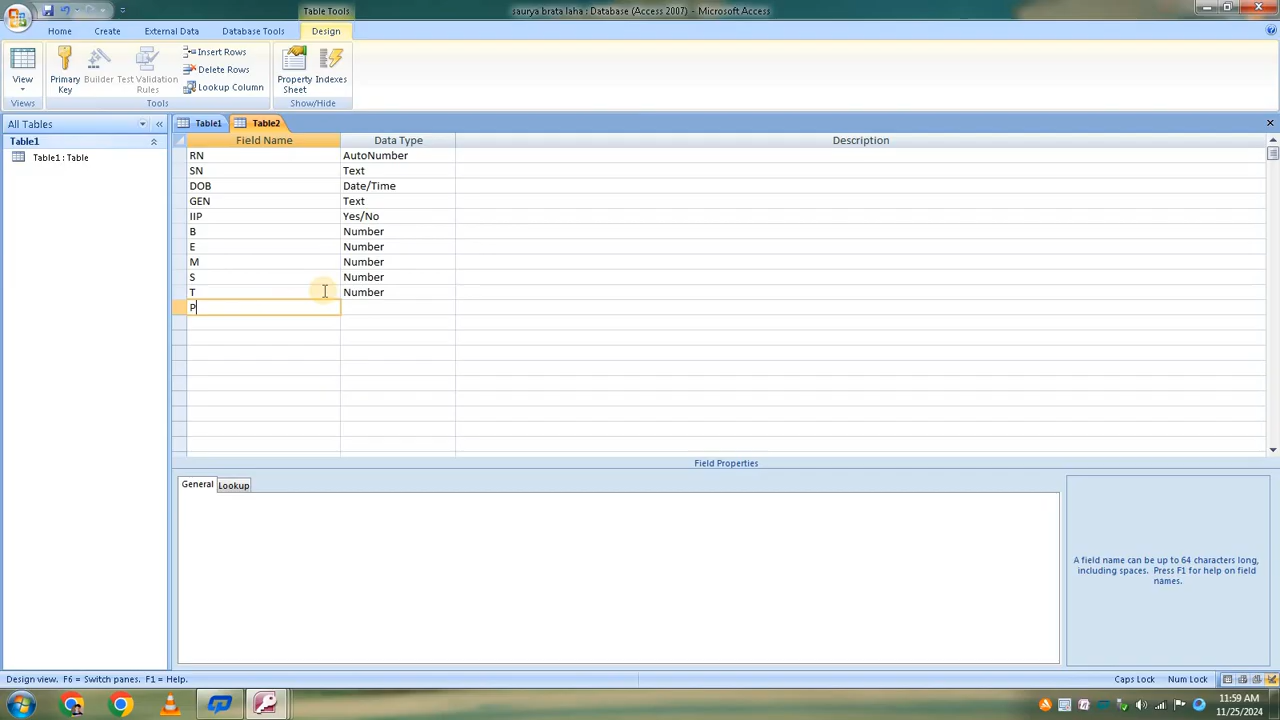 Table Tools
saurya brata laha : Database (Access 2007) - Microsoft Access
Home Create External Data Database Tools Design
View
Primary Key
Builder
Test Validation Rules
Insert Rows
Delete Rows
Lookup Column
Property Sheet
Indexes
Views Tools Show/Hide
All Tables
Table1 Table2
Table1
Table1 : Table
Field Name Data Type Description
RN AutoNumber
SN Text
DOB Date/Time
GEN Text
IIP Yes/No
B Number
E Number
M Number
S Number
T Number
P
Field Properties
General Lookup
A field name can be up to 64 characters long,
including spaces. Press F1 for help on field
names.
Design view. F6 = Switch panes. F1 = Help.
Caps Lock Num Lock
11:59 AM
11/25/2024